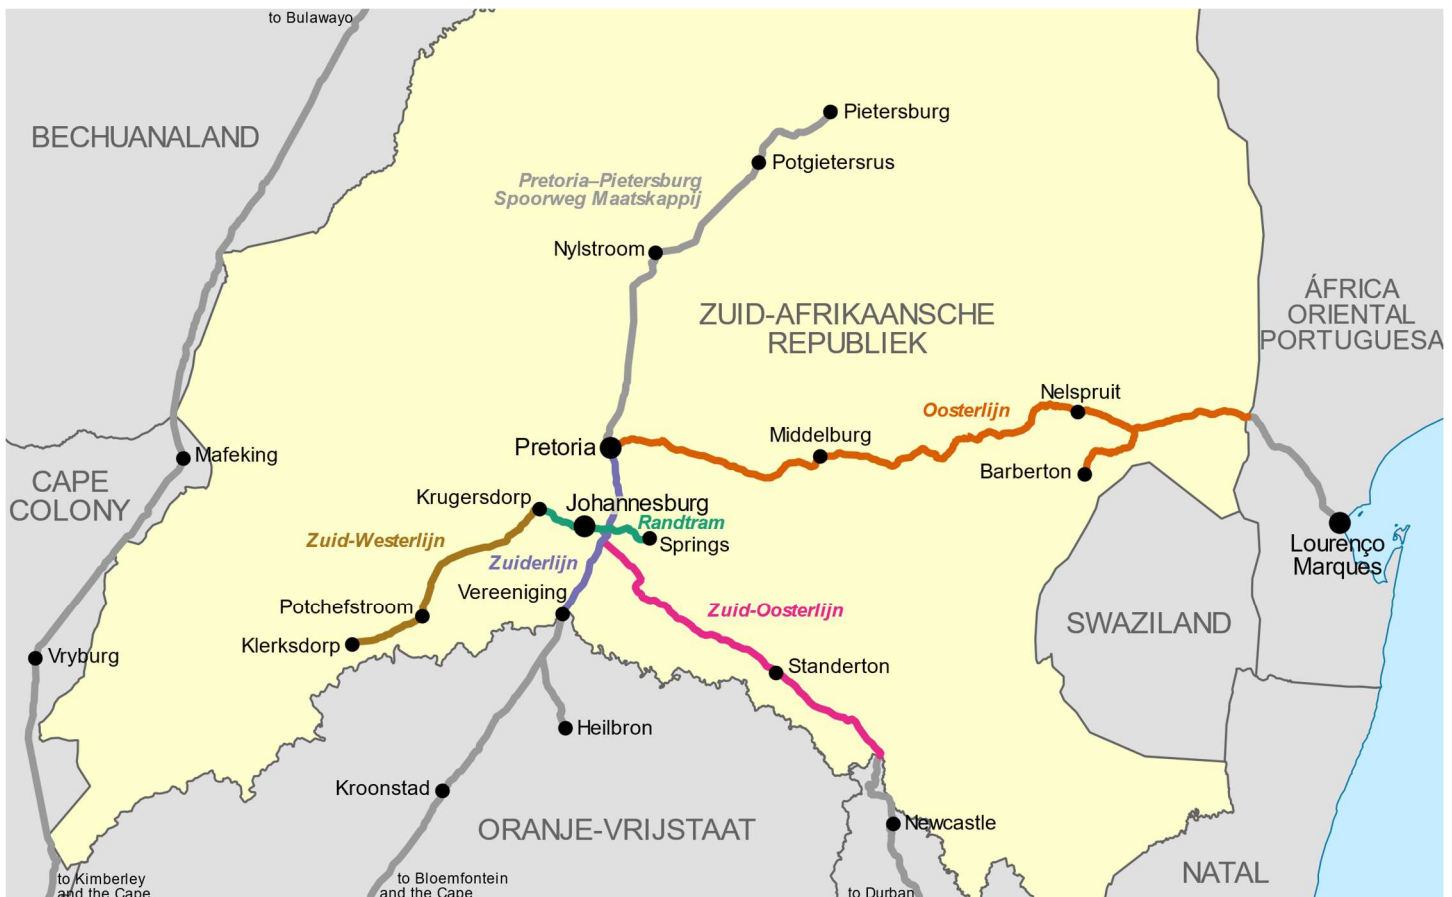 to Bulawayo
BECHUANALAND
Pietersburg
Potgietersrus
Pretoria–Pietersburg
Spoorweg Maatskappij
Nylstroom
ZUID-AFRIKAANSCHE
REPUBLIEK
ÁFRICA
ORIENTAL
PORTUGUESA
Nelspruit
Oosterlijn
Middelburg
Pretoria
Mafeking
Barberton
CAPE
COLONY
Krugersdorp
Johannesburg
Randtram
Springs
Zuid-Westerlijn
Zuiderlijn
Lourenço
Marques
Vereeniging
Potchefstroom
Zuid-Oosterlijn
SWAZILAND
Klerksdorp
Vryburg
Standerton
Heilbron
Kroonstad
ORANJE-VRIJSTAAT
Newcastle
NATAL
to Kimberley
and the Cape
to Bloemfontein
and the Cape
to Durban